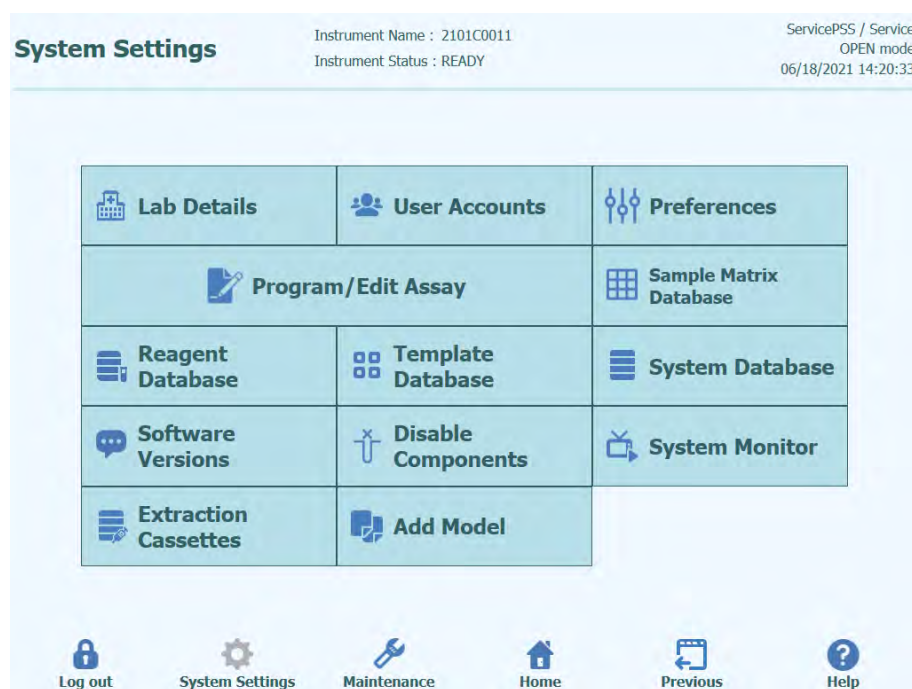 System Settings
Instrument Name : 2101C0011
Instrument Status : READY
ServicePSS / Service
OPEN mode
06/18/2021 14:20:33
Lab Details
User Accounts
Preferences
Program/Edit Assay
Sample Matrix
Database
Reagent
Database
Template
Database
System Database
Software
Versions
Disable
Components
System Monitor
Extraction
Cassettes
Add Model
Log out
System Settings
Maintenance
Home
Previous
Help